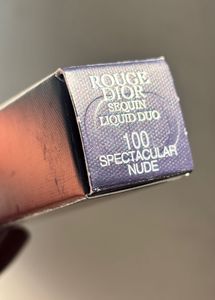 ROUGE
DIOR
SEQUIN
LIQUID DUO
100
SPECTACULAR
NUDE